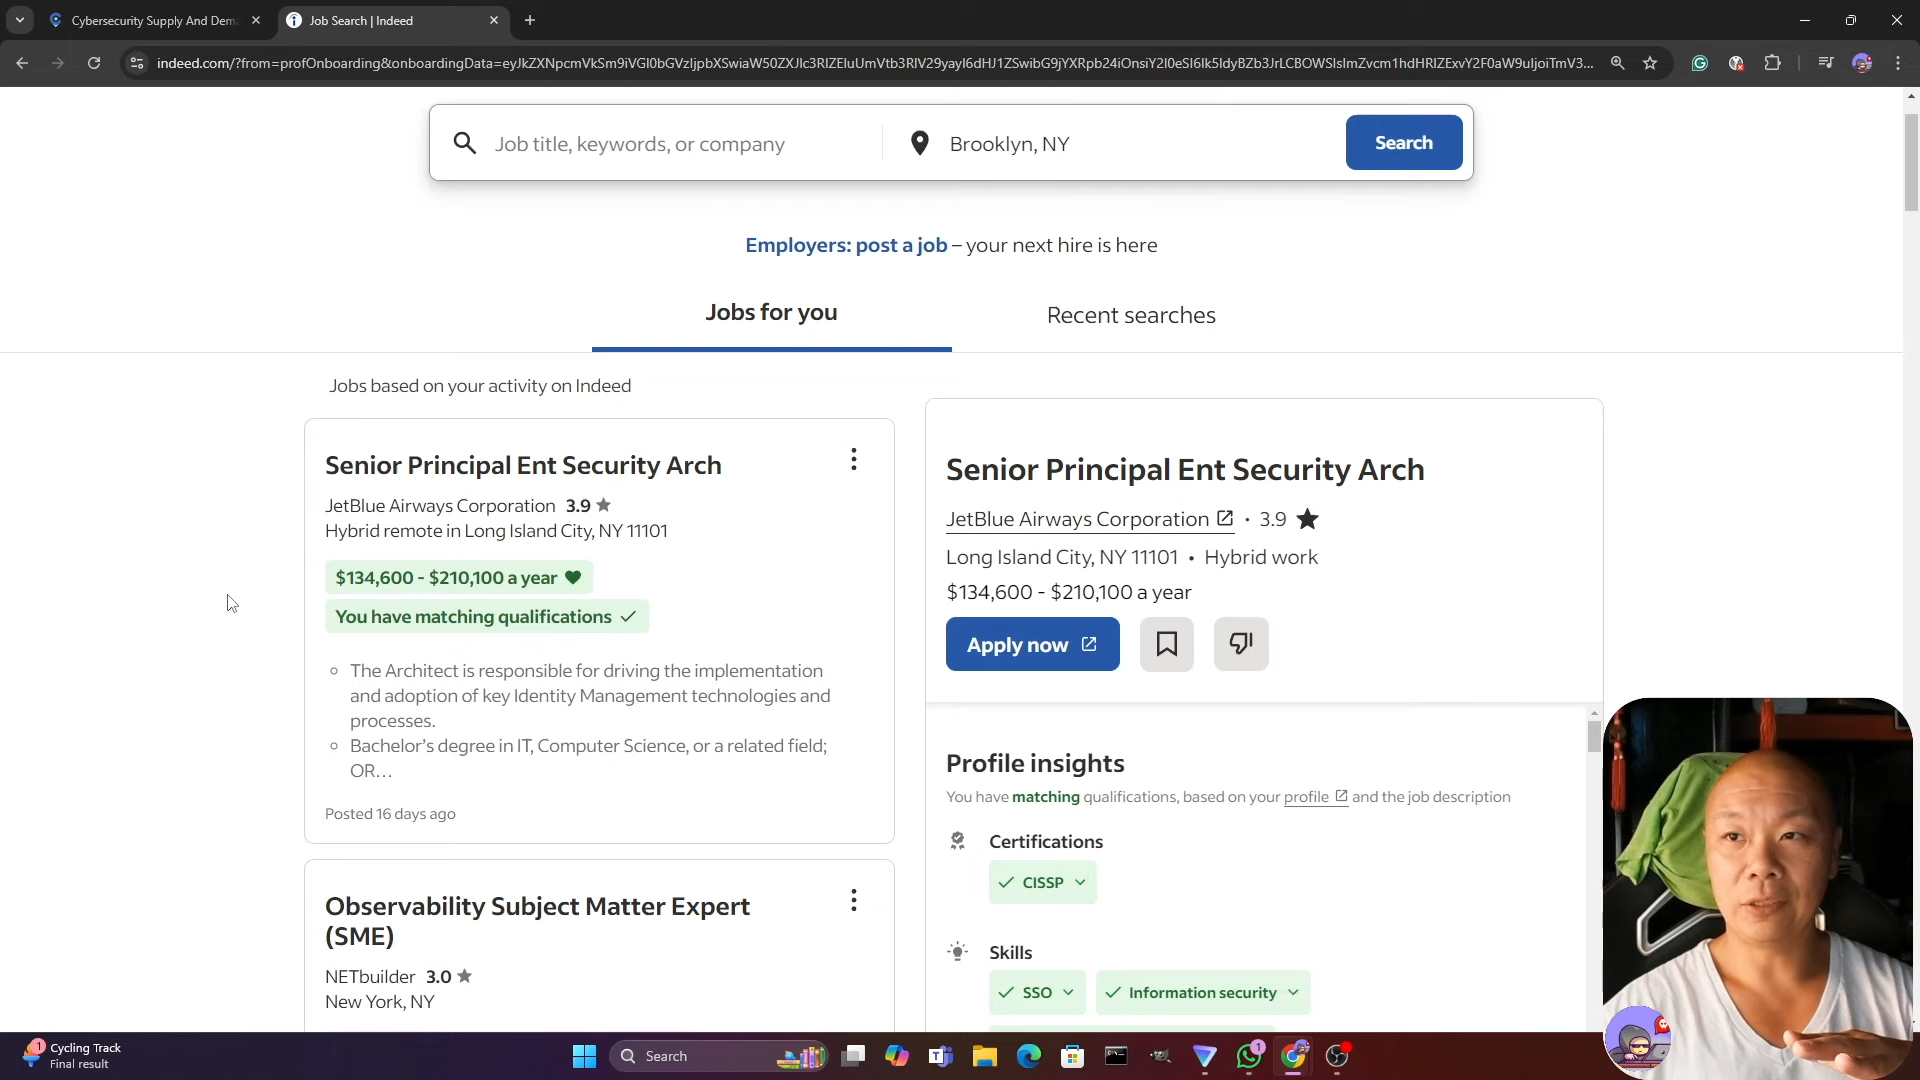 Cybersecurity Supply And Dem
Job Search | Indeed
indeed.com/?from=profOnboarding&onboardingData=
Job title, keywords, or company
Brooklyn, NY
Search
Employers: post a job – your next hire is here
Jobs for you
Recent searches
Jobs based on your activity on Indeed
Senior Principal Ent Security Arch
JetBlue Airways Corporation 3.9
Hybrid remote in Long Island City, NY 11101
$134,600 - $210,100 a year
You have matching qualifications
The Architect is responsible for driving the implementation
and adoption of key Identity Management technologies and
processes.
Bachelor's degree in IT, Computer Science, or a related field;
OR...
Posted 16 days ago
Observability Subject Matter Expert
(SME)
NETbuilder 3.0
New York, NY
Senior Principal Ent Security Arch
JetBlue Airways Corporation • 3.9
Long Island City, NY 11101 • Hybrid work
$134,600 - $210,100 a year
Apply now
Profile insights
You have matching qualifications, based on your profile and the job description
Certifications
CISSP
Skills
SSO
Information security
1
Cycling Track
Final result
Search
1